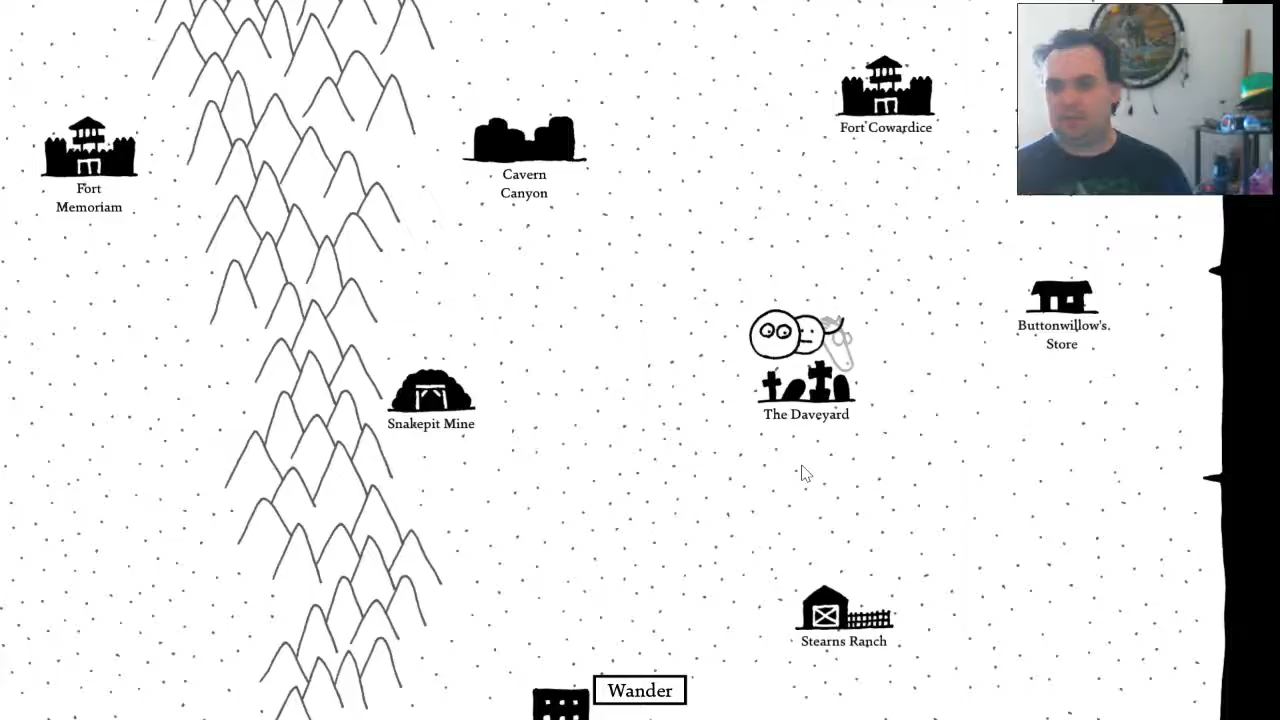 Fort Cowardice
Cavern
Canyon
Fort
Memoriam
Buttonwillow's
Store
The Daveyard
Snakepit Mine
Stearns Ranch
Wander